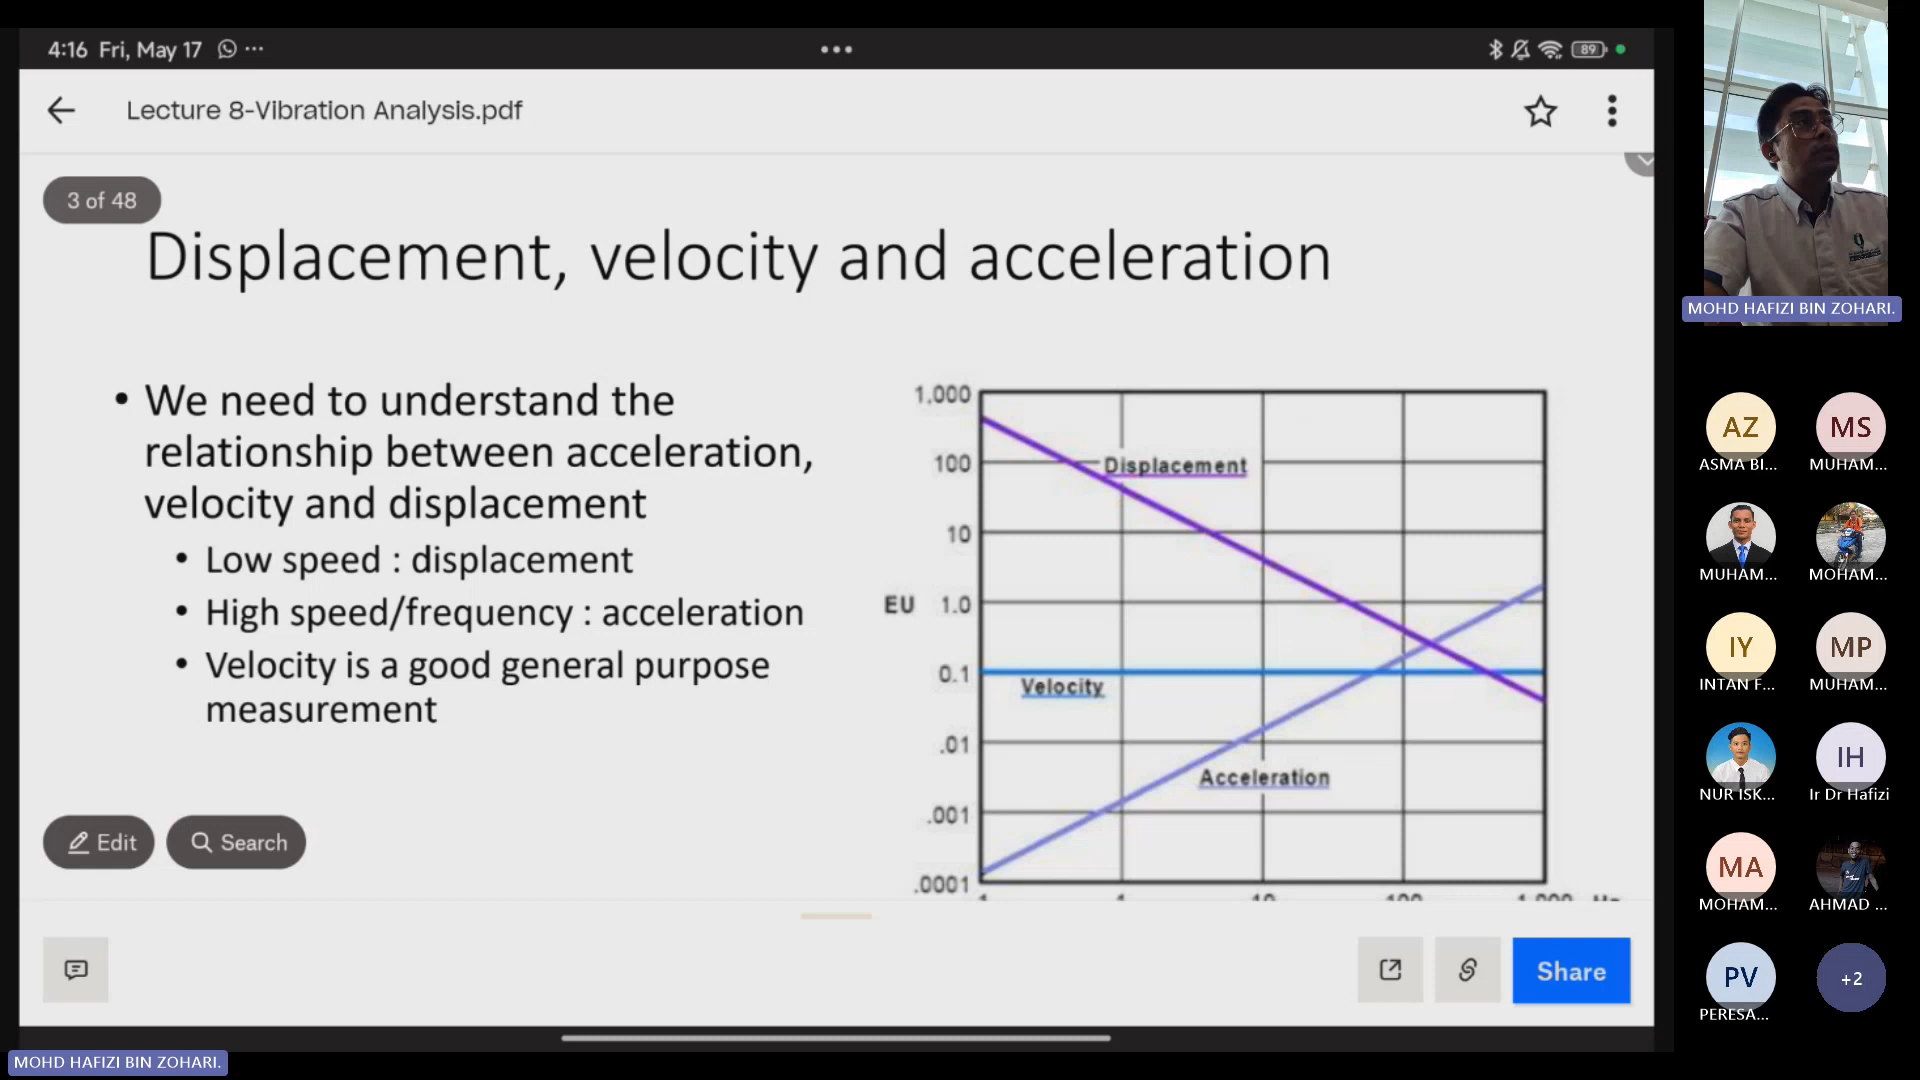 4:16 Fri, May 17
89
Lecture 8-Vibration Analysis.pdf
3 of 48
Displacement, velocity and acceleration
• We need to understand the
relationship between acceleration,
velocity and displacement
• Low speed : displacement
• High speed/frequency : acceleration
• Velocity is a good general purpose
measurement
1,000
100
10
EU 1.0
0.1
.01
.001
.0001
Displacement
Velocity
Acceleration
Edit
Search
Share
MOHD HAFIZI BIN ZOHARI.
MOHD HAFIZI BIN ZOHARI.
AZ
ASMA BI...
MS
MUHAM...
MUHAM...
MOHAM...
IY
INTAN F...
MP
MUHAM...
NUR ISK...
IH
Ir Dr Hafizi
MA
MOHAM...
AHMAD ...
PV
PERESA...
+2